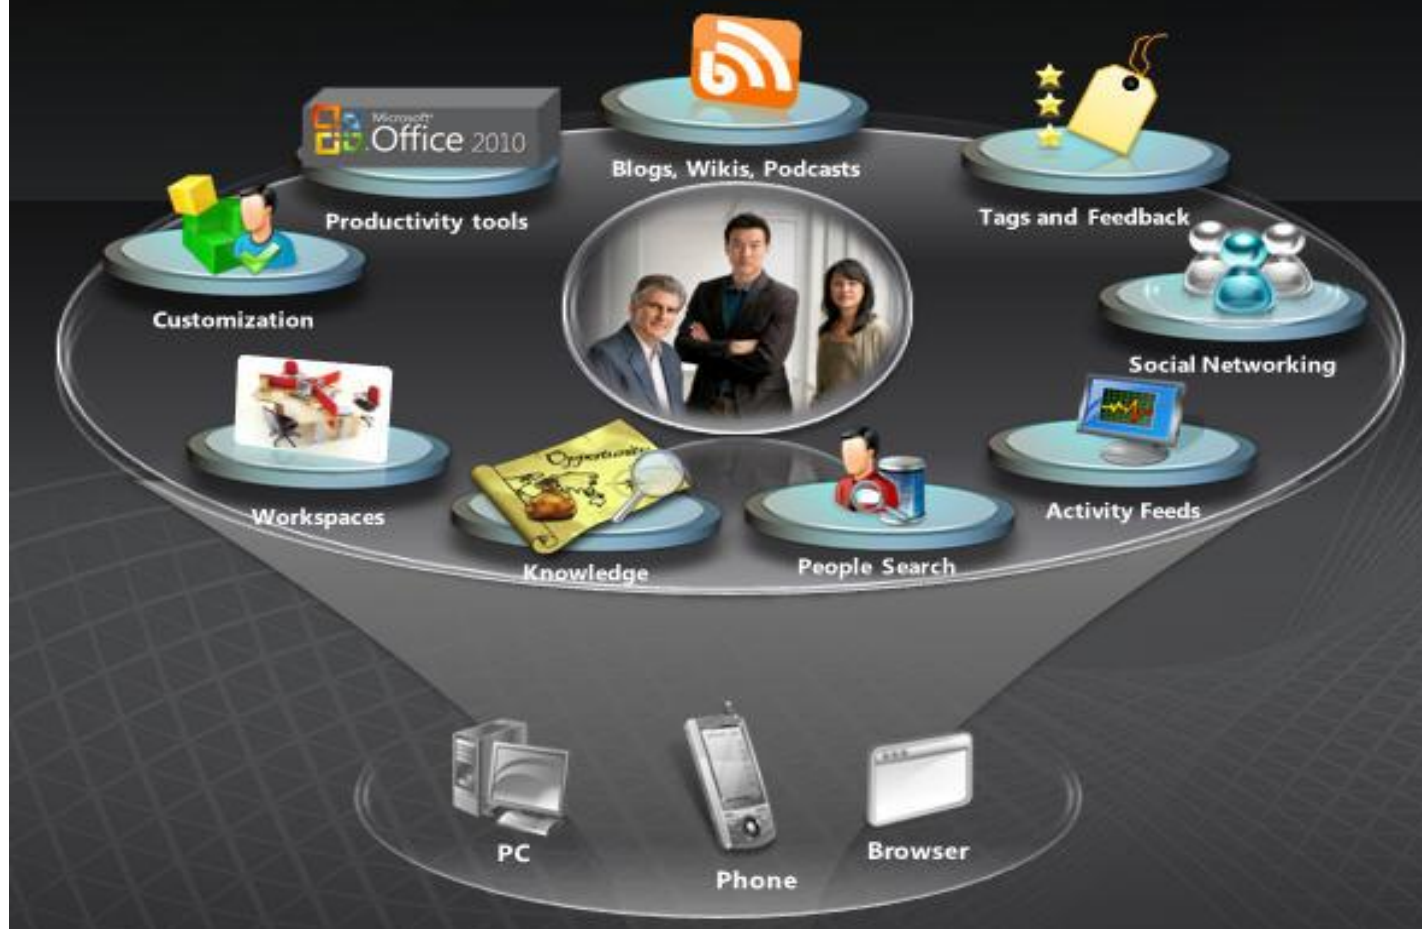 Microsoft®
Office 2010
Blogs, Wikis, Podcasts
Productivity tools
Tags and Feedback
Customization
Social Networking
Opportunity
Workspaces
Activity Feeds
Knowledge
People Search
PC
Phone
Browser